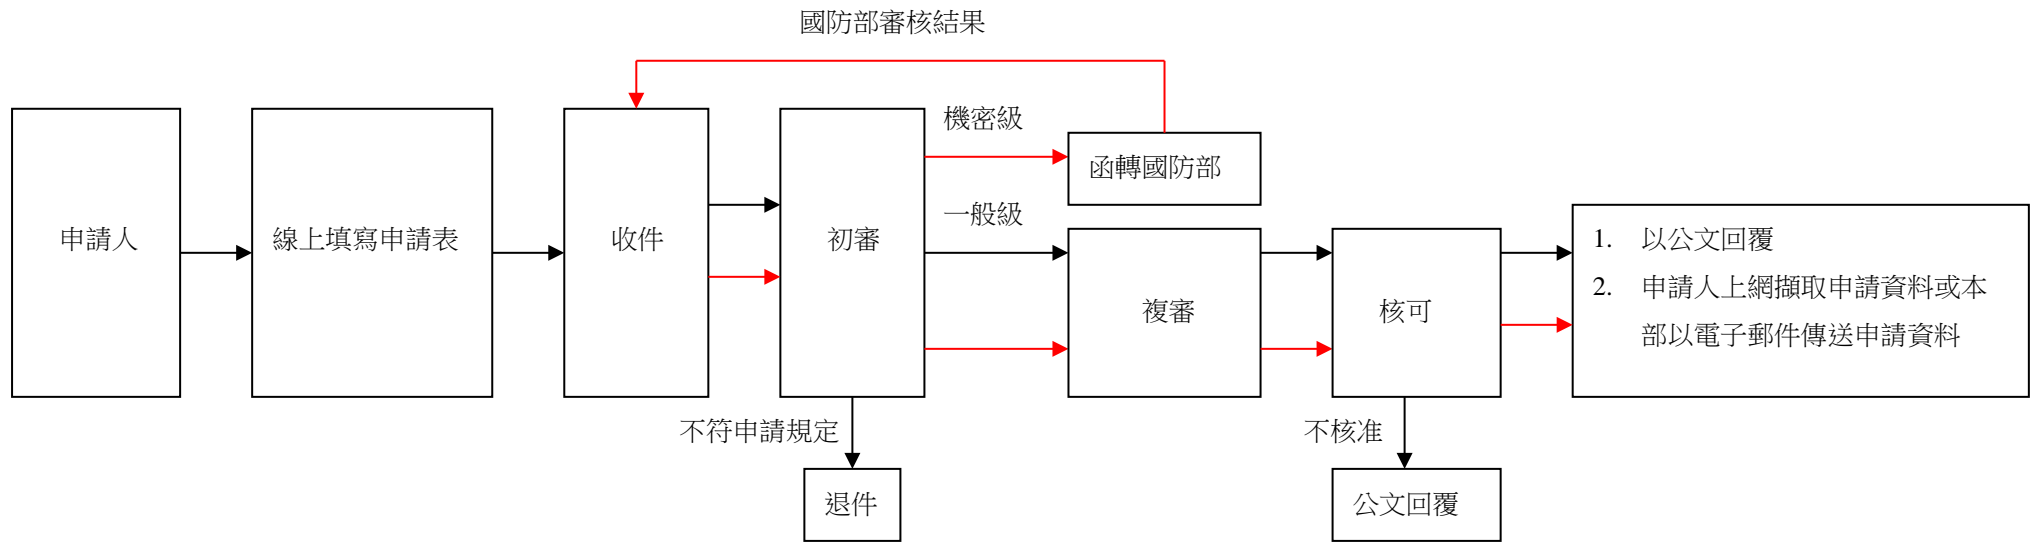 國防部審核結果
機密級
函轉國防部
一般級
申請人
線上填寫申請表
收件
初審
複審
核可
1. 以公文回覆
2. 申請人上網擷取申請資料或本
部以電子郵件傳送申請資料
不符申請規定
不核准
退件
公文回覆